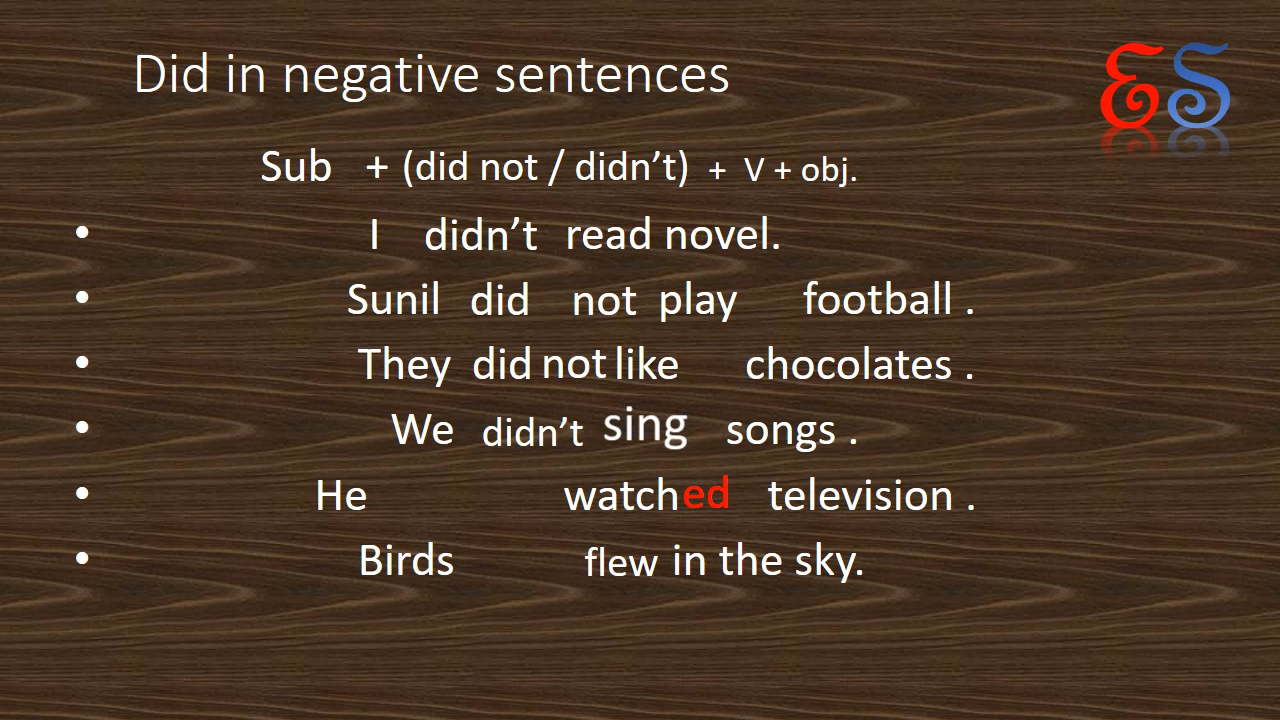 Did in negative sentences
ES
Sub + (did not / didn’t) + V + obj.
• I didn’t read novel.
• Sunil did not play football .
• They did not like chocolates .
• We didn’t sing songs .
• He watched television .
• Birds flew in the sky.